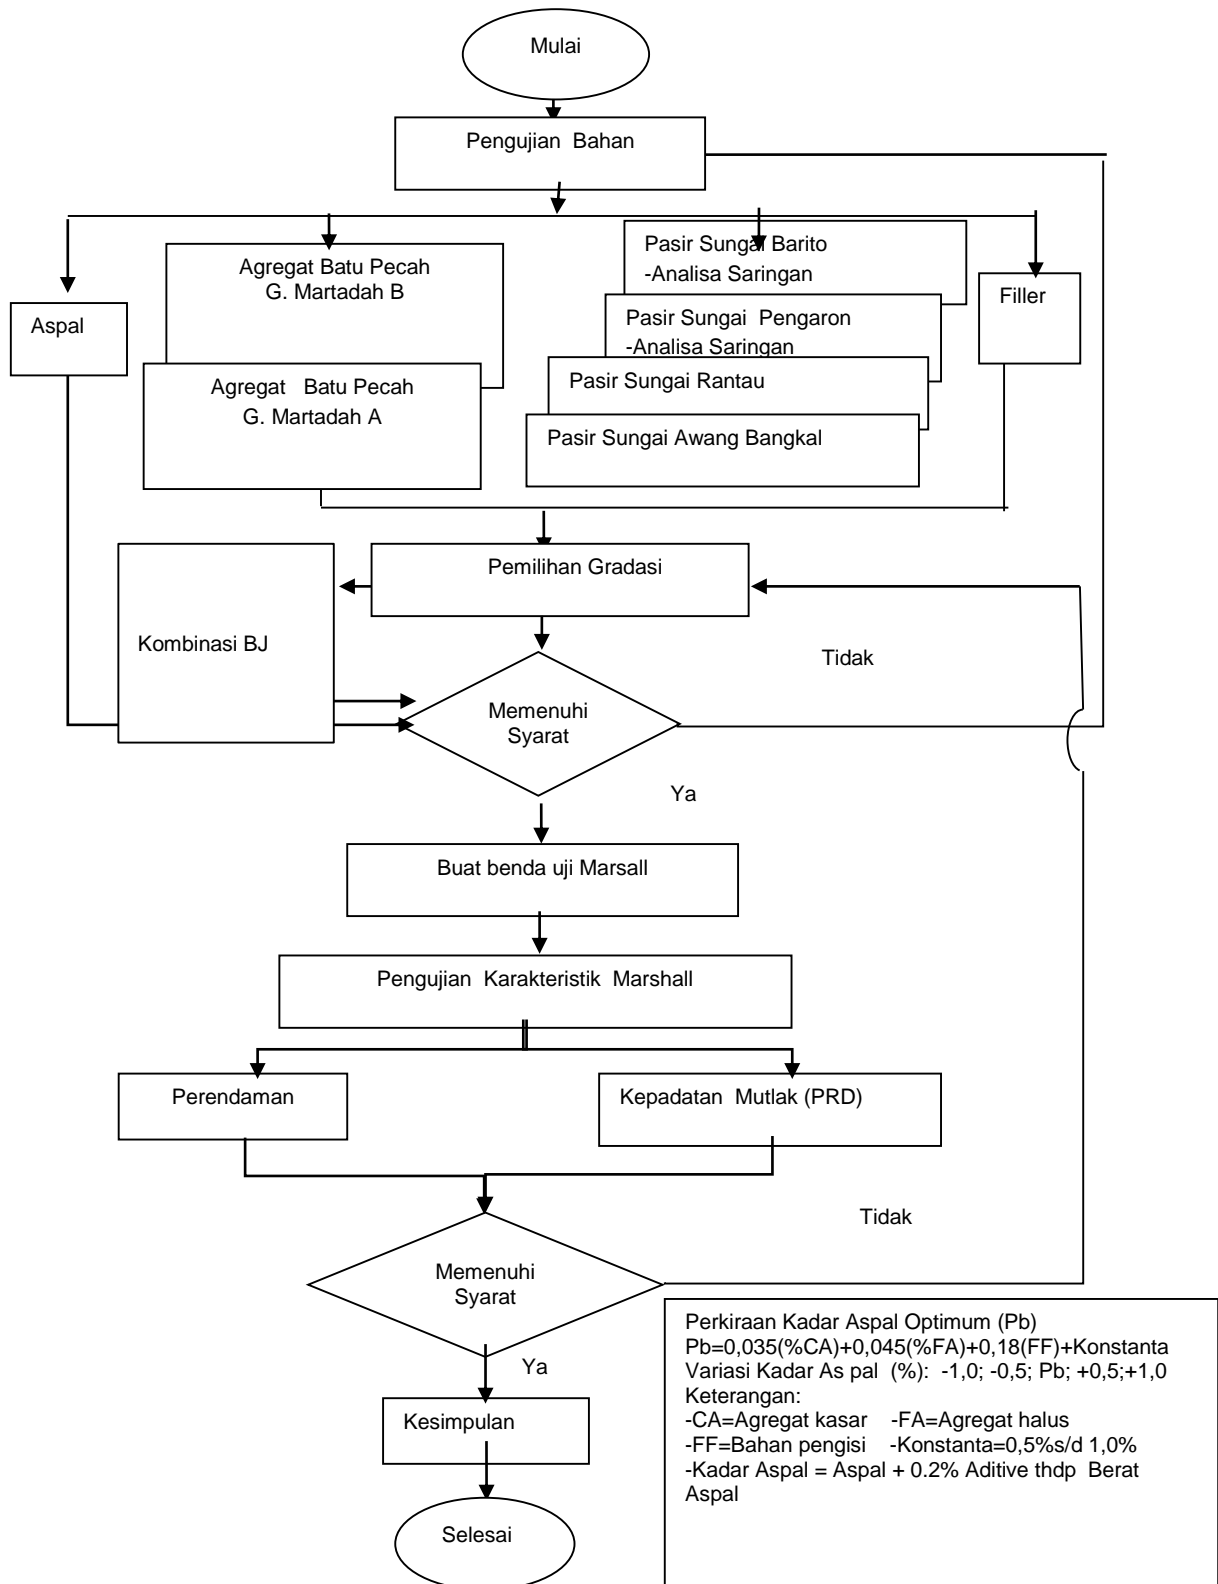 Mulai
Pengujian Bahan
Agregat Batu Pecah
G. Martadah B
Pasir Sungai Barito
-Analisa Saringan
Aspal
Filler
Pasir Sungai Pengaron
-Analisa Saringan
Agregat Batu Pecah
G. Martadah A
Pasir Sungai Rantau
Pasir Sungai Awang Bangkal
Pemilihan Gradasi
Kombinasi BJ
Tidak
Memenuhi
Syarat
Ya
Buat benda uji Marsall
Pengujian Karakteristik Marshall
Perendaman
Kepadatan Mutlak (PRD)
Tidak
Memenuhi
Syarat
Ya
Kesimpulan
Selesai
Perkiraan Kadar Aspal Optimum (Pb)
Pb=0,035(%CA)+0,045(%FA)+0,18(FF)+Konstanta
Variasi Kadar As pal (%): -1,0; -0,5; Pb; +0,5;+1,0
Keterangan:
-CA=Agregat kasar -FA=Agregat halus
-FF=Bahan pengisi -Konstanta=0,5%s/d 1,0%
-Kadar Aspal = Aspal + 0.2% Aditive thdp Berat
Aspal